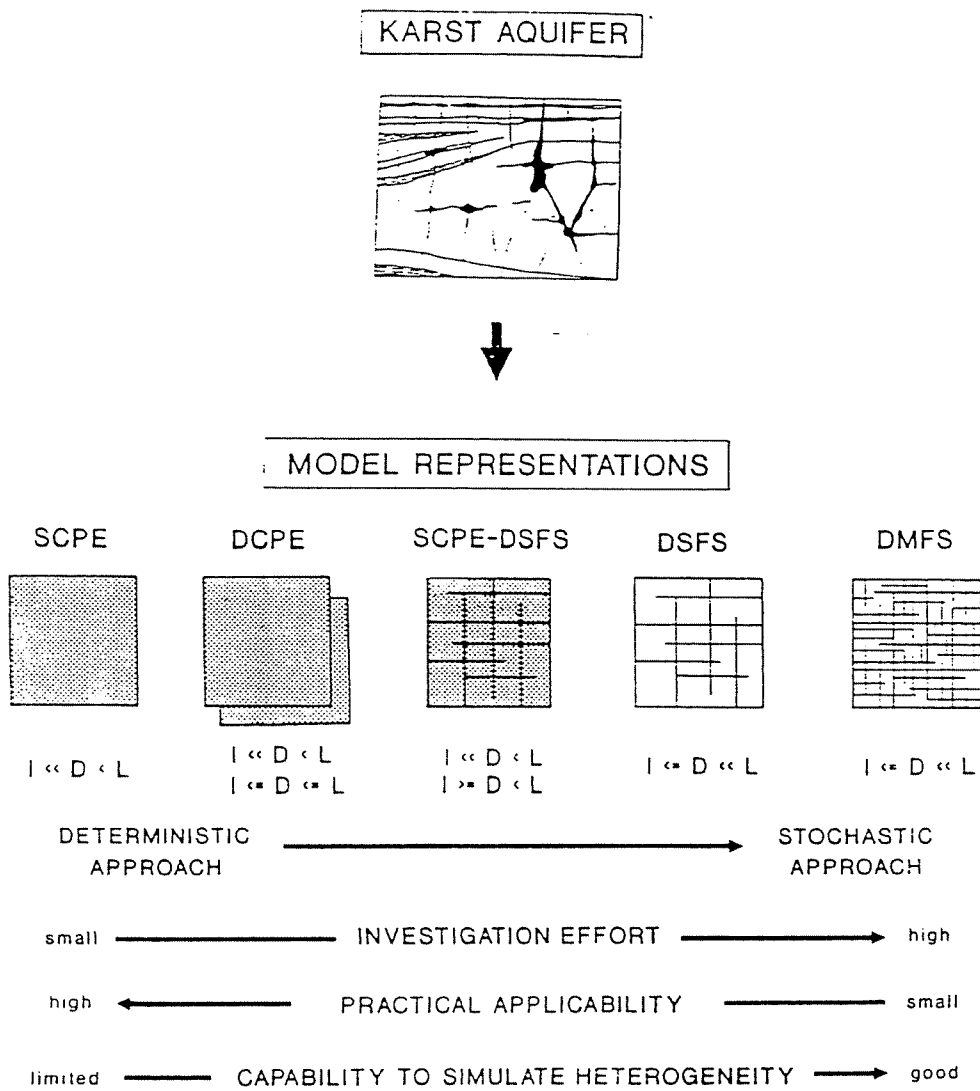 KARST AQUIFER
MODEL REPRESENTATIONS
SCPE DCPE SCPE-DSFS DSFS DMFS
l << D < L l << D < L l << D < L l <= D << L l <= D << L
l <= D <= L l >= D < L
DETERMINISTIC APPROACH STOCHASTIC APPROACH
small INVESTIGATION EFFORT high
high PRACTICAL APPLICABILITY small
limited CAPABILITY TO SIMULATE HETEROGENEITY good